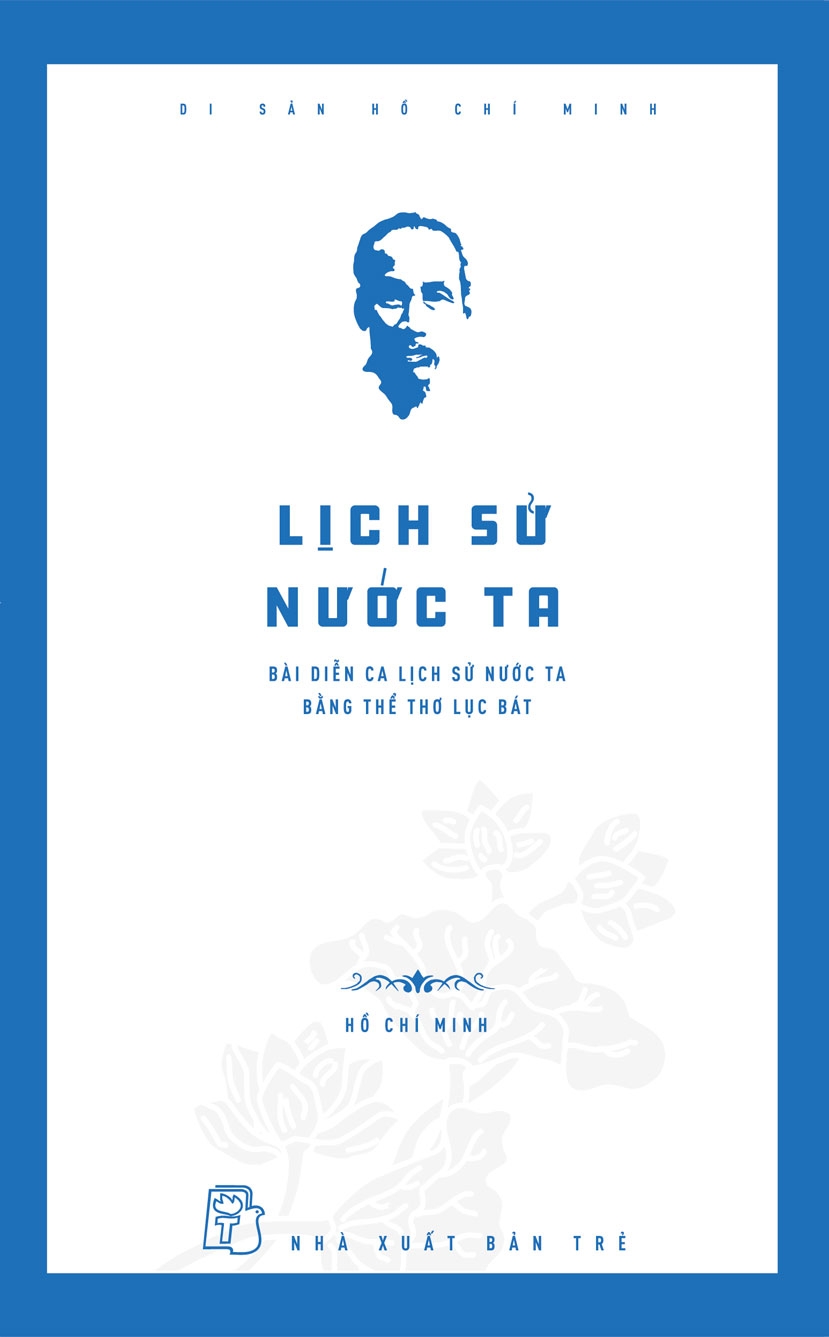 DI SẢN HỒ CHÍ MINH
LỊCH SỬ
NƯỚC TA
BÀI DIỄN CA LỊCH SỬ NƯỚC TA
BẰNG THỂ THƠ LỤC BÁT
HỒ CHÍ MINH
T
NHÀ XUẤT BẢN TRẺ